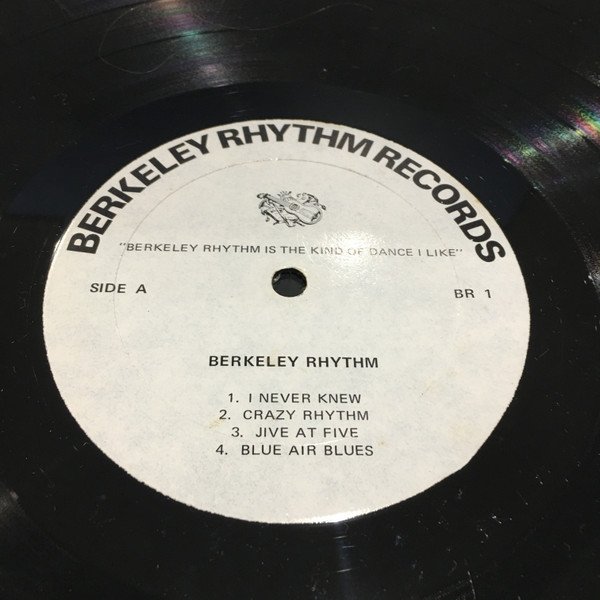 BERKELEY RHYTHM RECORDS
"BERKELEY RHYTHM IS THE KIND OF DANCE I LIKE"
SIDE A
BR 1
BERKELEY RHYTHM
1. I NEVER KNEW
2. CRAZY RHYTHM
3. JIVE AT FIVE
4. BLUE AIR BLUES